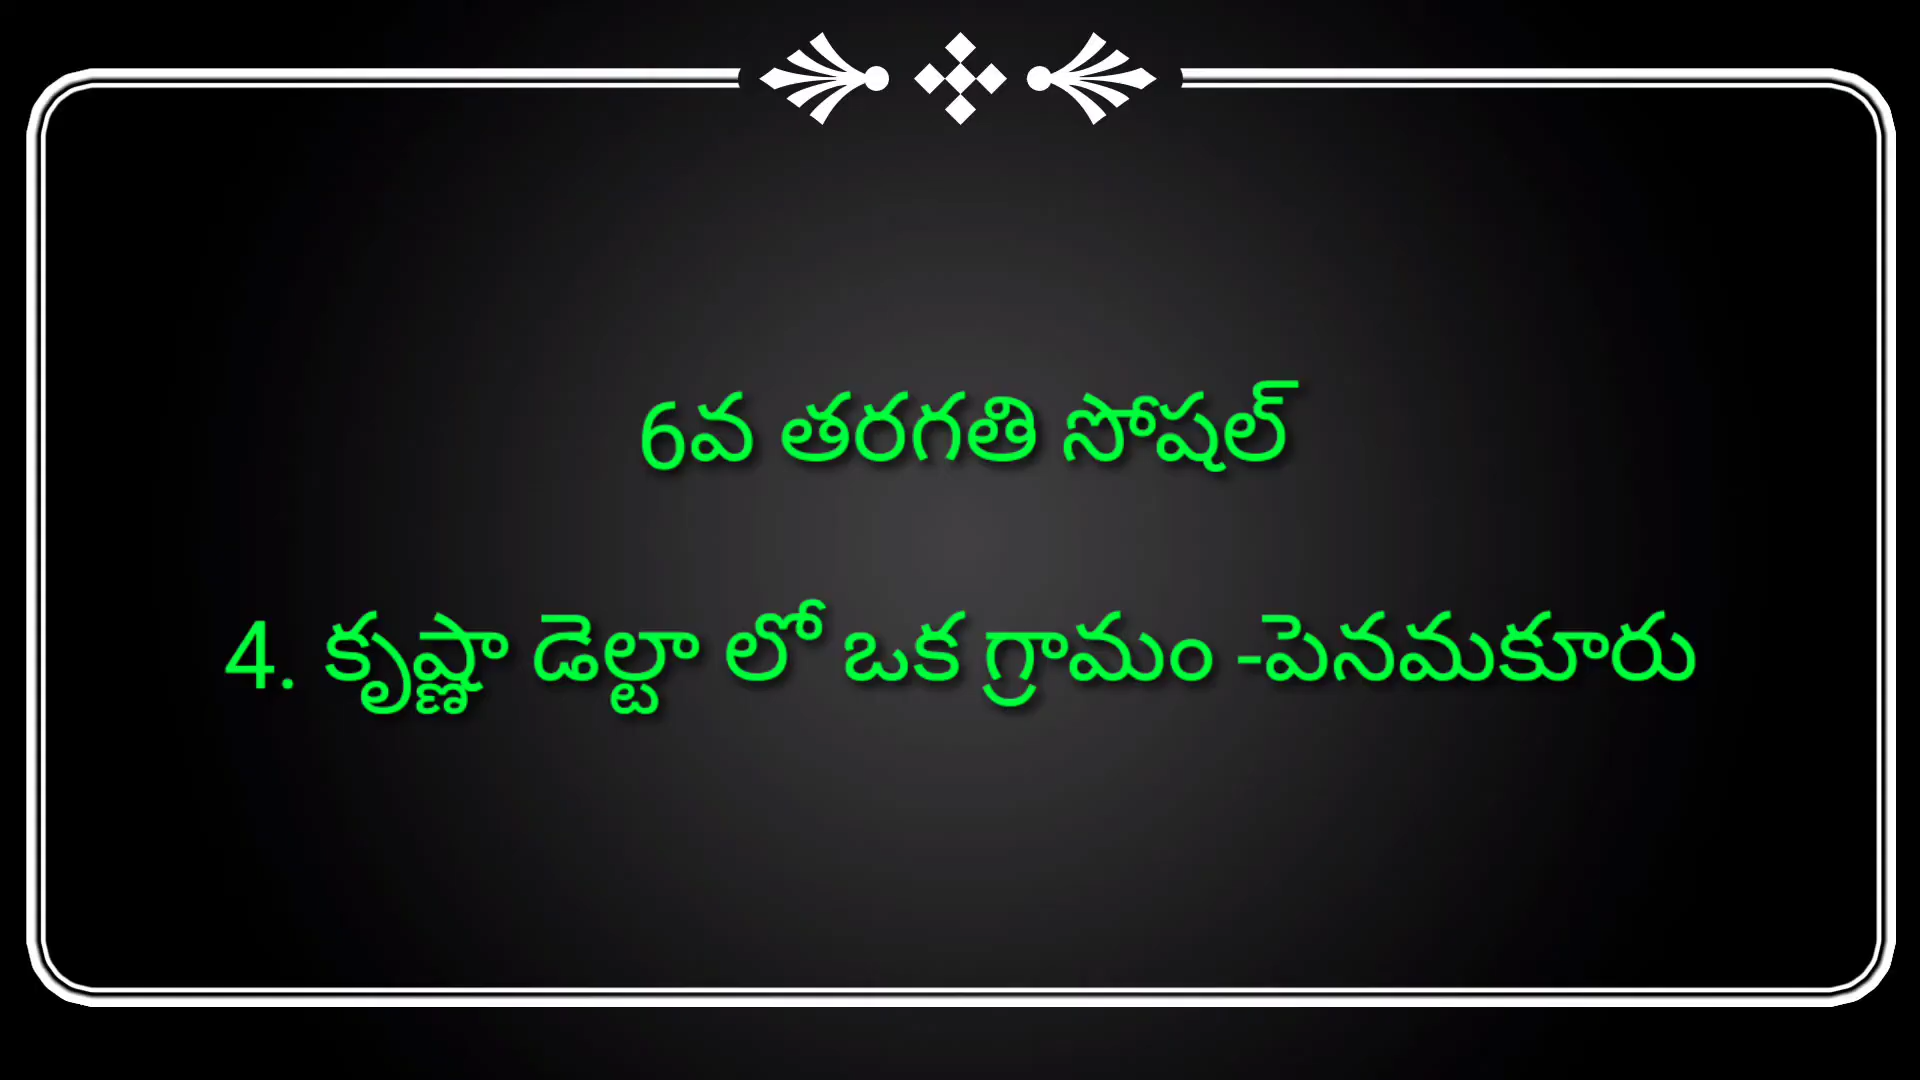 6వ తరగతి సోషల్
4. కృష్ణా డెల్టా లో ఒక గ్రామం -పెనమకూరు